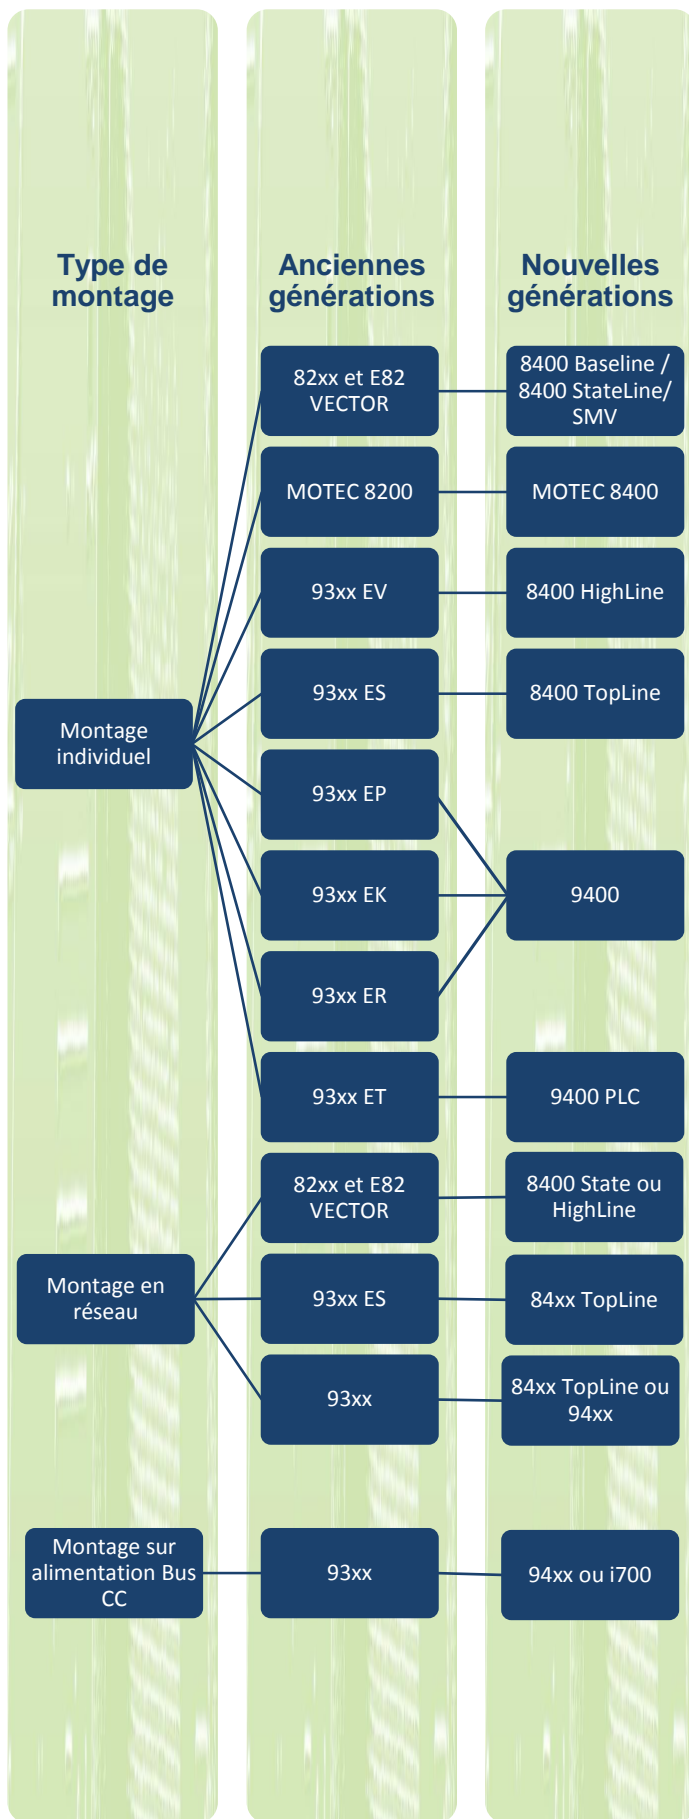 Type de
montage
Anciennes
générations
Nouvelles
générations
Montage
individuel
82xx et E82
VECTOR
8400 Baseline /
8400 StateLine/
SMV
MOTEC 8200
MOTEC 8400
93xx EV
8400 HighLine
93xx ES
8400 TopLine
93xx EP
93xx EK
93xx ER
9400
93xx ET
9400 PLC
Montage en
réseau
82xx et E82
VECTOR
8400 State ou
HighLine
93xx ES
84xx TopLine
93xx
84xx TopLine ou
94xx
Montage sur
alimentation Bus
CC
93xx
94xx ou i700